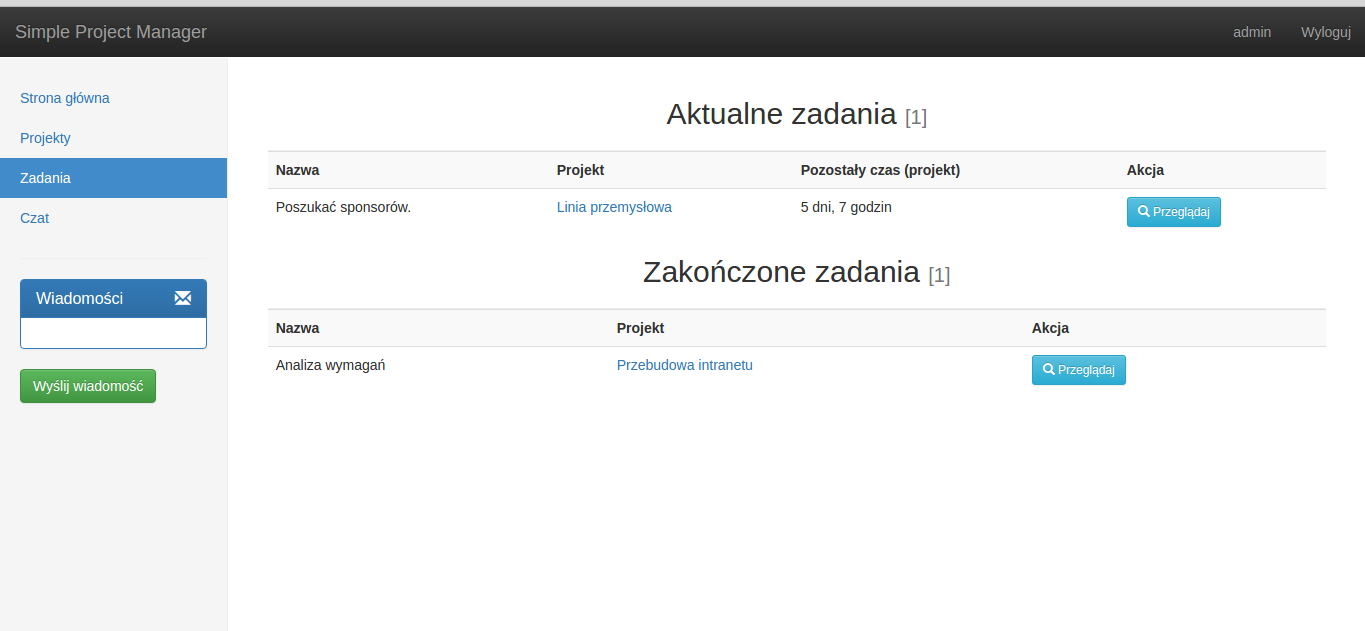 Simple Project Manager admin Wyloguj
Strona główna
Projekty
Zadania
Czat
Wiadomości
Wyślij wiadomość
Aktualne zadania [1]
Nazwa Projekt Pozostały czas (projekt) Akcja
Poszukać sponsorów. Linia przemysłowa 5 dni, 7 godzin Przeglądaj
Zakończone zadania [1]
Nazwa Projekt Akcja
Analiza wymagań Przebudowa intranetu Przeglądaj